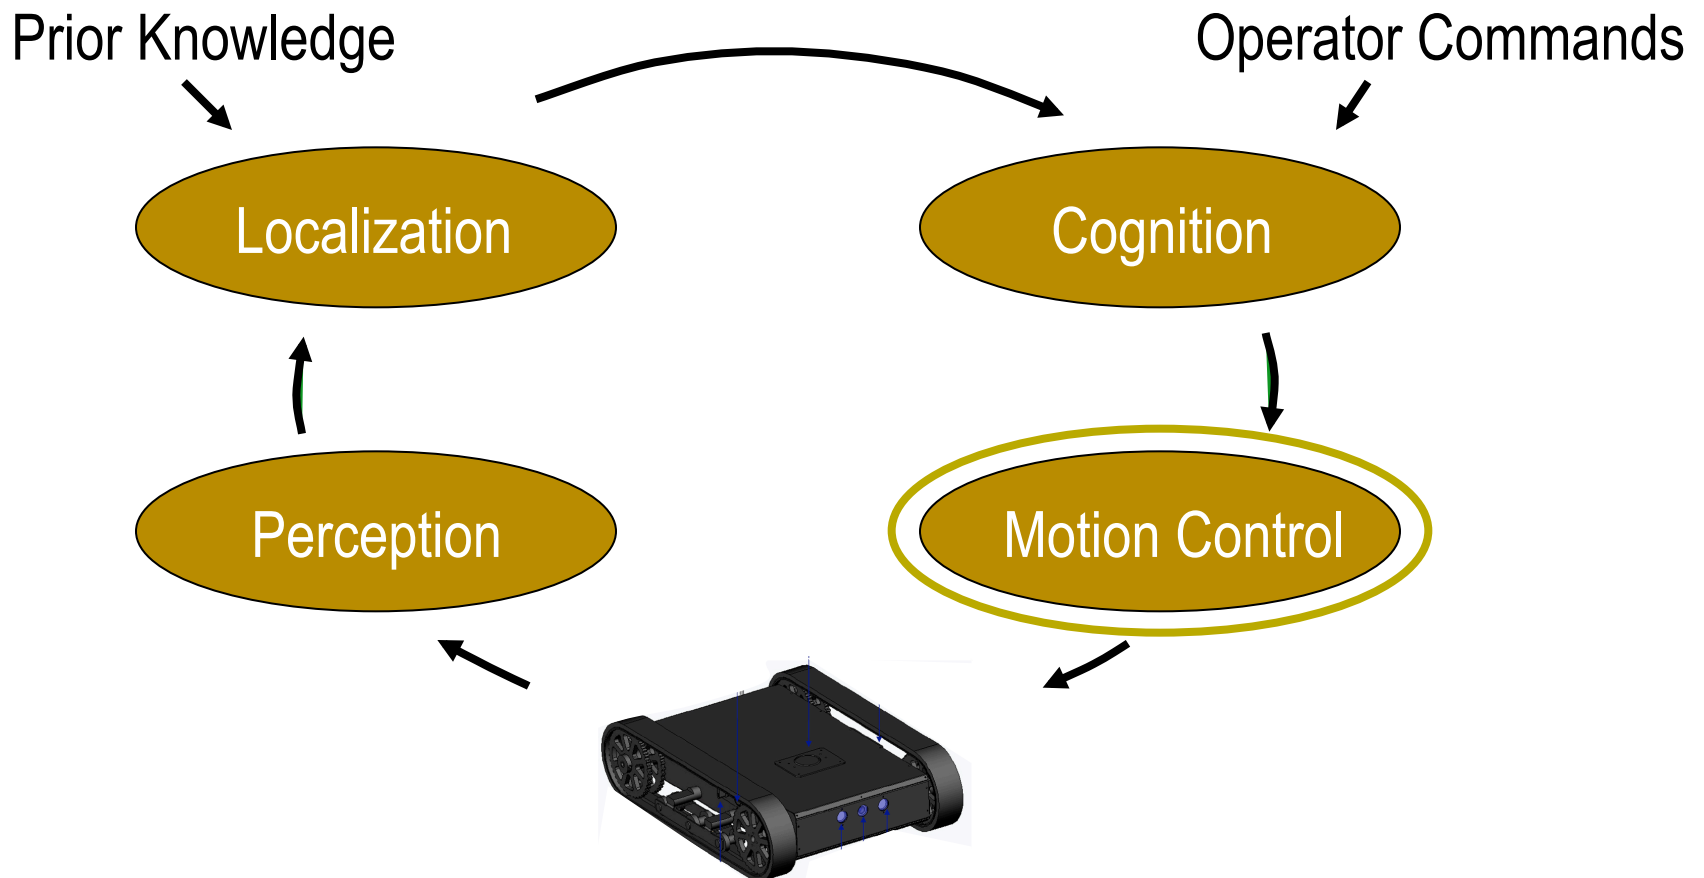 Prior Knowledge
Operator Commands
Localization
Cognition
Perception
Motion Control